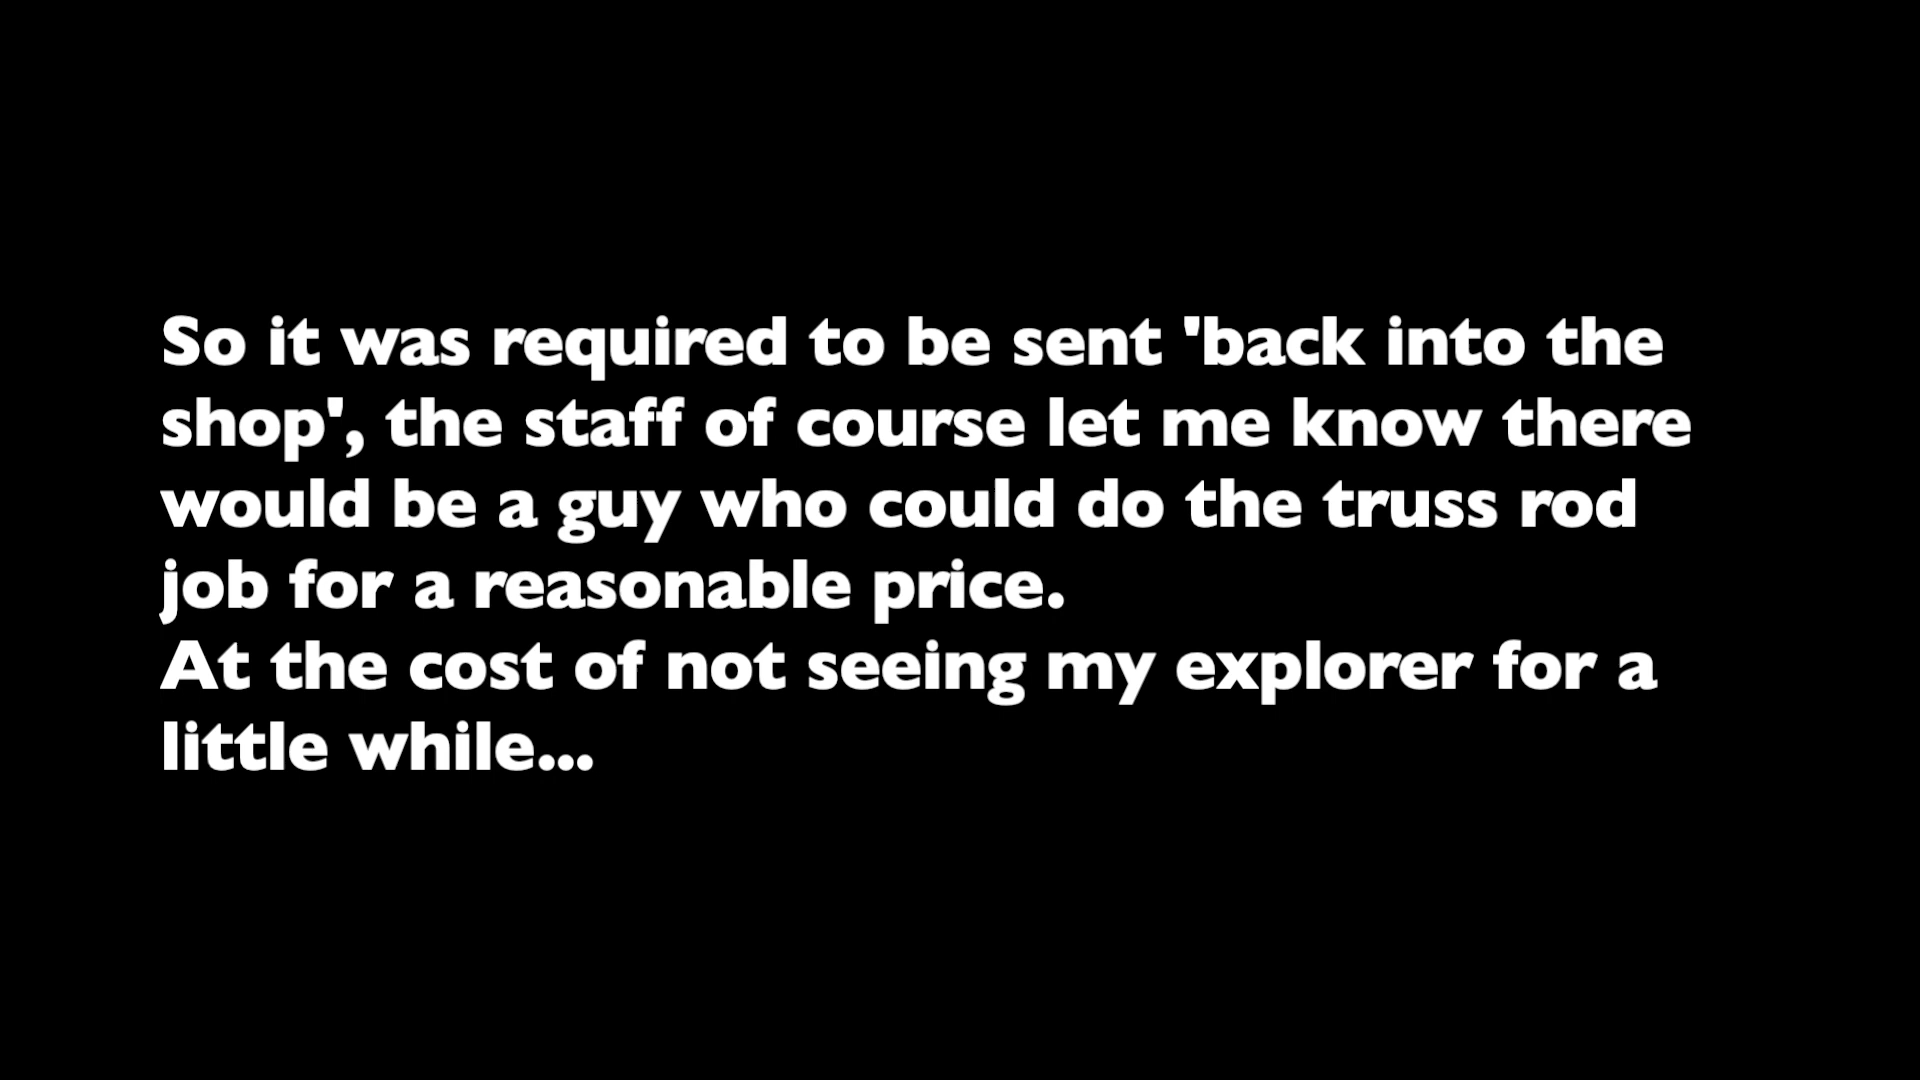 So it was required to be sent 'back into the
shop', the staff of course let me know there
would be a guy who could do the truss rod
job for a reasonable price.
At the cost of not seeing my explorer for a
little while...